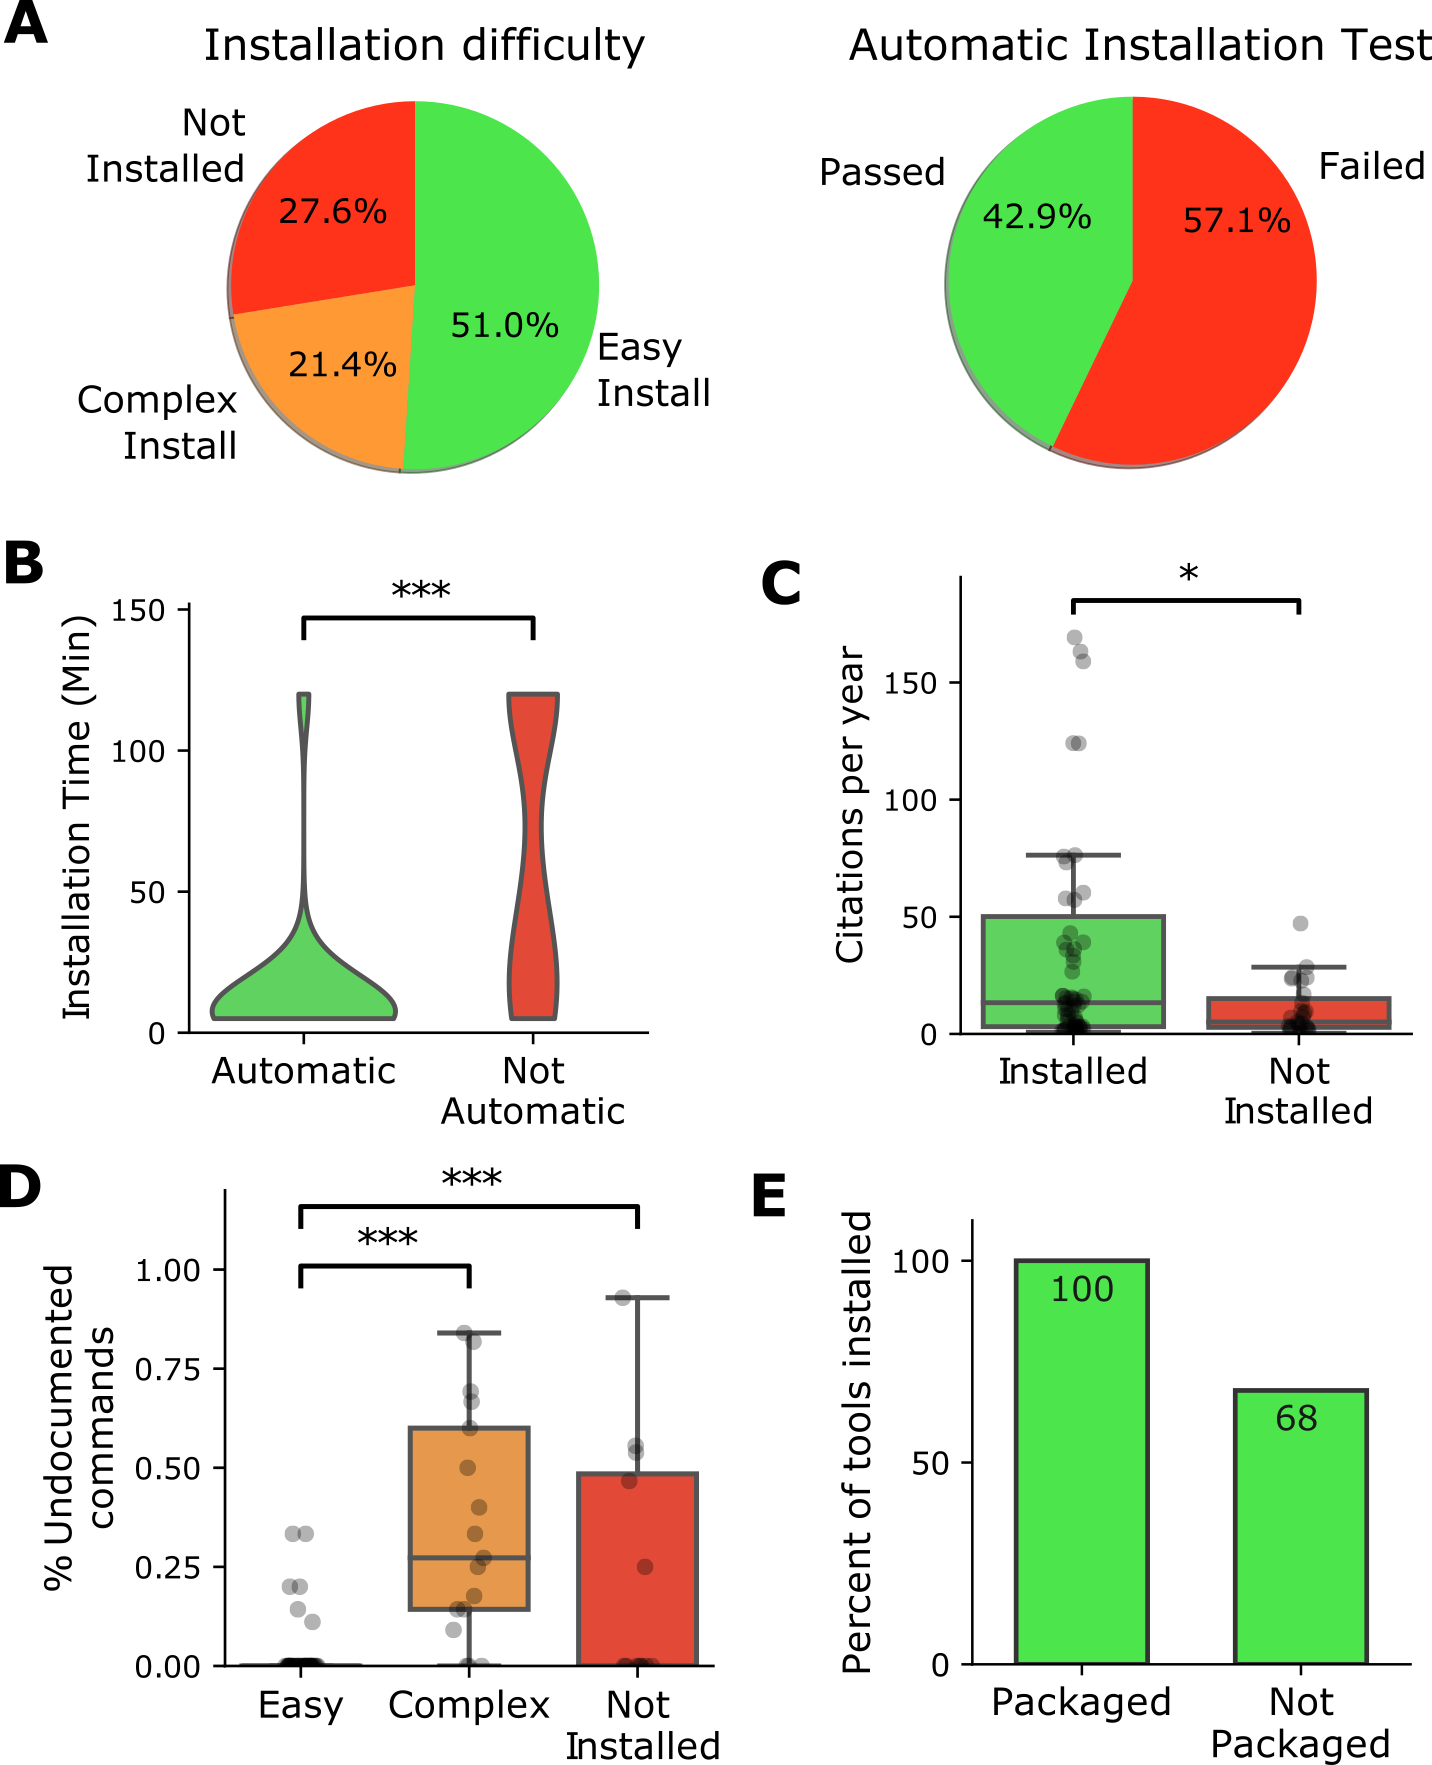 A
Installation difficulty
Not
Installed
27.6%
21.4%
51.0%
Complex
Install
Easy
Install
Automatic Installation Test
Passed
42.9%
57.1%
Failed
B
***
Installation Time (Min)
150
100
50
0
Automatic
Not
Automatic
C
*
Citations per year
150
100
50
0
Installed
Not
Installed
D
***
***
% Undocumented
commands
1.00
0.75
0.50
0.25
0.00
Easy
Complex
Not
Installed
E
Percent of tools installed
100
50
0
100
68
Packaged
Not
Packaged